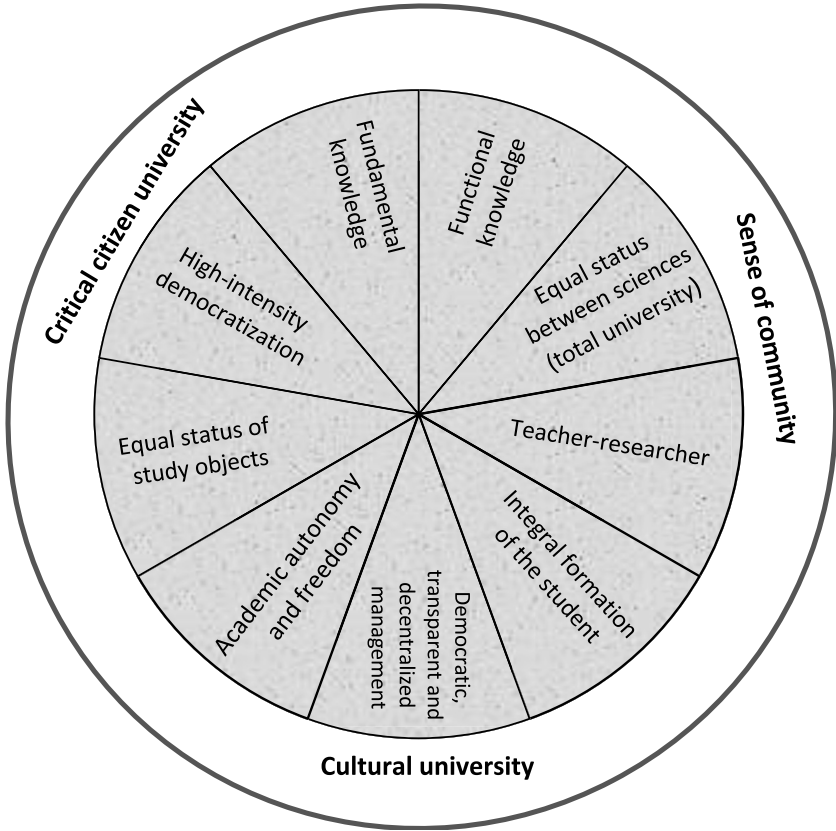 Critical citizen university
Sense of community
Cultural university
Functional
knowledge
Equal status
between sciences
(total university)
Teacher-researcher
Integral formation
of the student
Democratic,
transparent and
decentralized
management
Academic autonomy
and freedom
Equal status of
study objects
High-intensity
democratization
Fundamental
knowledge